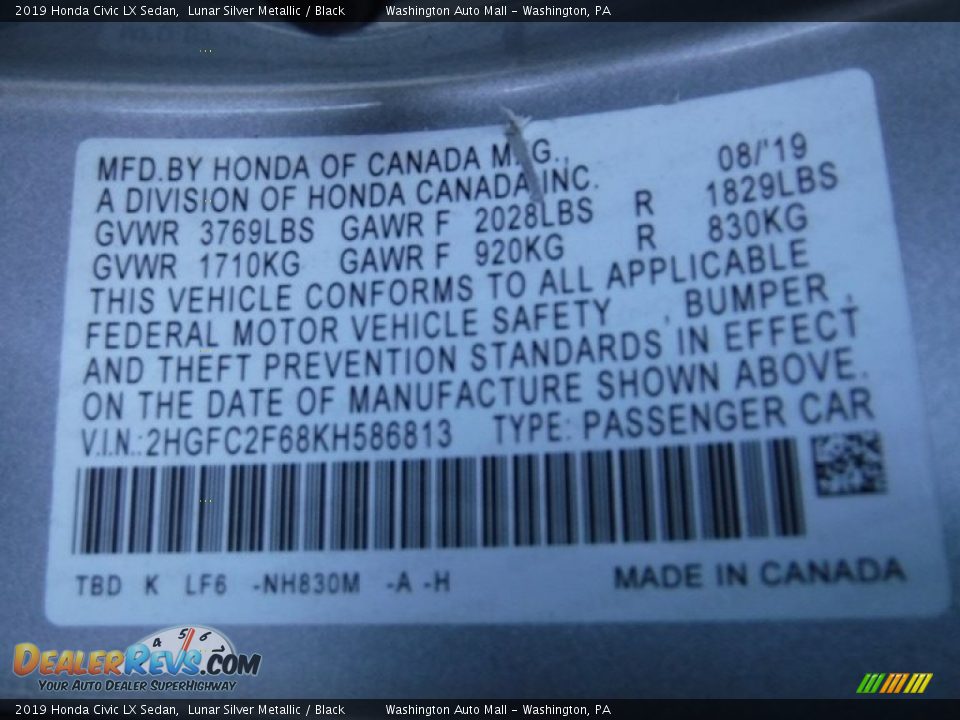 2019 Honda Civic LX Sedan, Lunar Silver Metallic / Black Washington Auto Mall - Washington, PA
MFD.BY HONDA OF CANADA MFG., 08/'19
A DIVISION OF HONDA CANADA INC.
GVWR 3769LBS GAWR F 2028LBS R 1829LBS
GVWR 1710KG GAWR F 920KG R 830KG
THIS VEHICLE CONFORMS TO ALL APPLICABLE
FEDERAL MOTOR VEHICLE SAFETY , BUMPER ,
AND THEFT PREVENTION STANDARDS IN EFFECT
ON THE DATE OF MANUFACTURE SHOWN ABOVE.
V.I.N.:2HGFC2F68KH586813 TYPE: PASSENGER CAR
TBD K LF6 -NH830M -A -H MADE IN CANADA
4 5 6
DEALERREVS.COM
YOUR AUTO DEALER SUPERHIGHWAY
2019 Honda Civic LX Sedan, Lunar Silver Metallic / Black Washington Auto Mall - Washington, PA